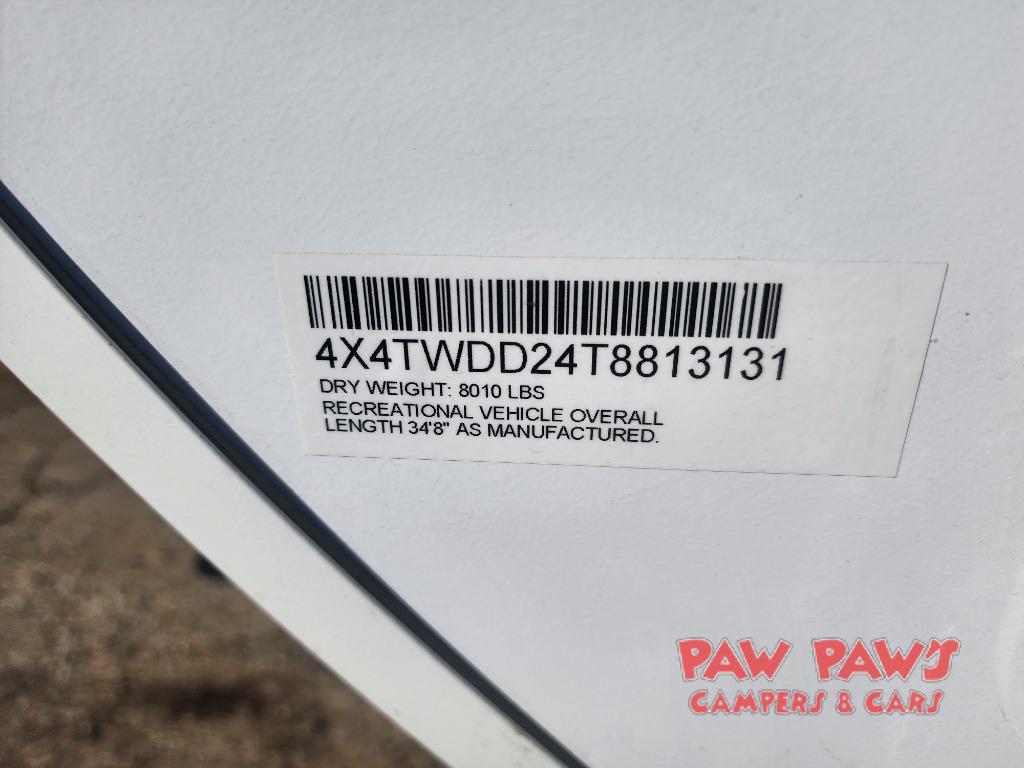 4X4TWDD24T8813131
DRY WEIGHT: 8010 LBS
RECREATIONAL VEHICLE OVERALL
LENGTH 34'8" AS MANUFACTURED.
PAW PAW'S
CAMPERS & CARS